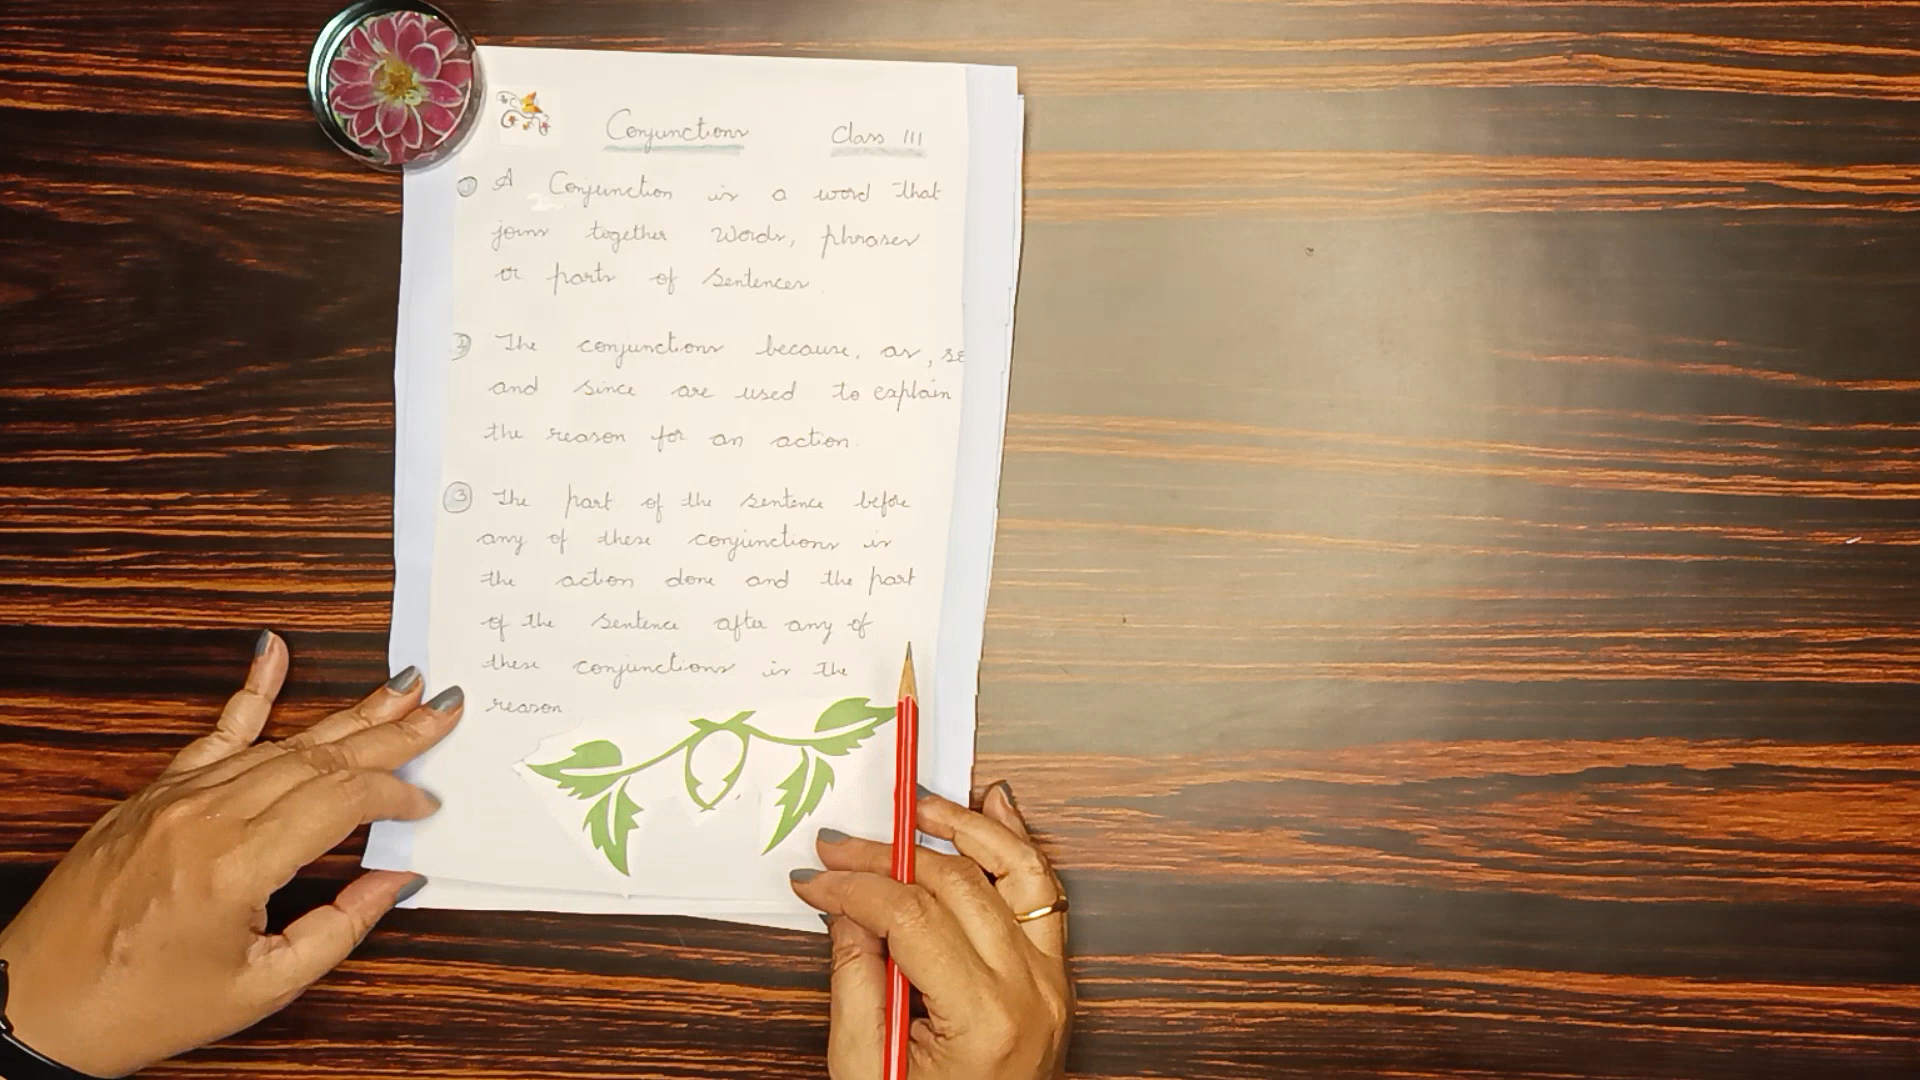 Conjunctions Class III
① A Conjunction is a word that
joins together words, phrases
or parts of sentences.
② The conjunctions because, as, se
and since are used to explain
the reason for an action.
③ The part of the sentence before
any of these conjunctions is
the action done and the part
of the sentence after any of
these conjunctions is the
reason.